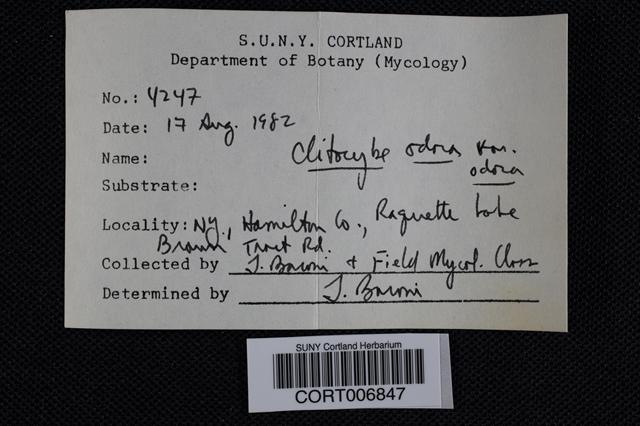 S.U.N.Y. CORTLAND
Department of Botany (Mycology)
No.: 4247
Date: 17 Aug. 1982
Name: Clitocybe odora var.
odora
Substrate:
Locality: NY., Hamilton Co., Raquette Lake
Brown Trout Rd.
Collected by T. Baroni & Field Mycol. Class
Determined by T. Baroni
SUNY Cortland Herbarium
CORT006847